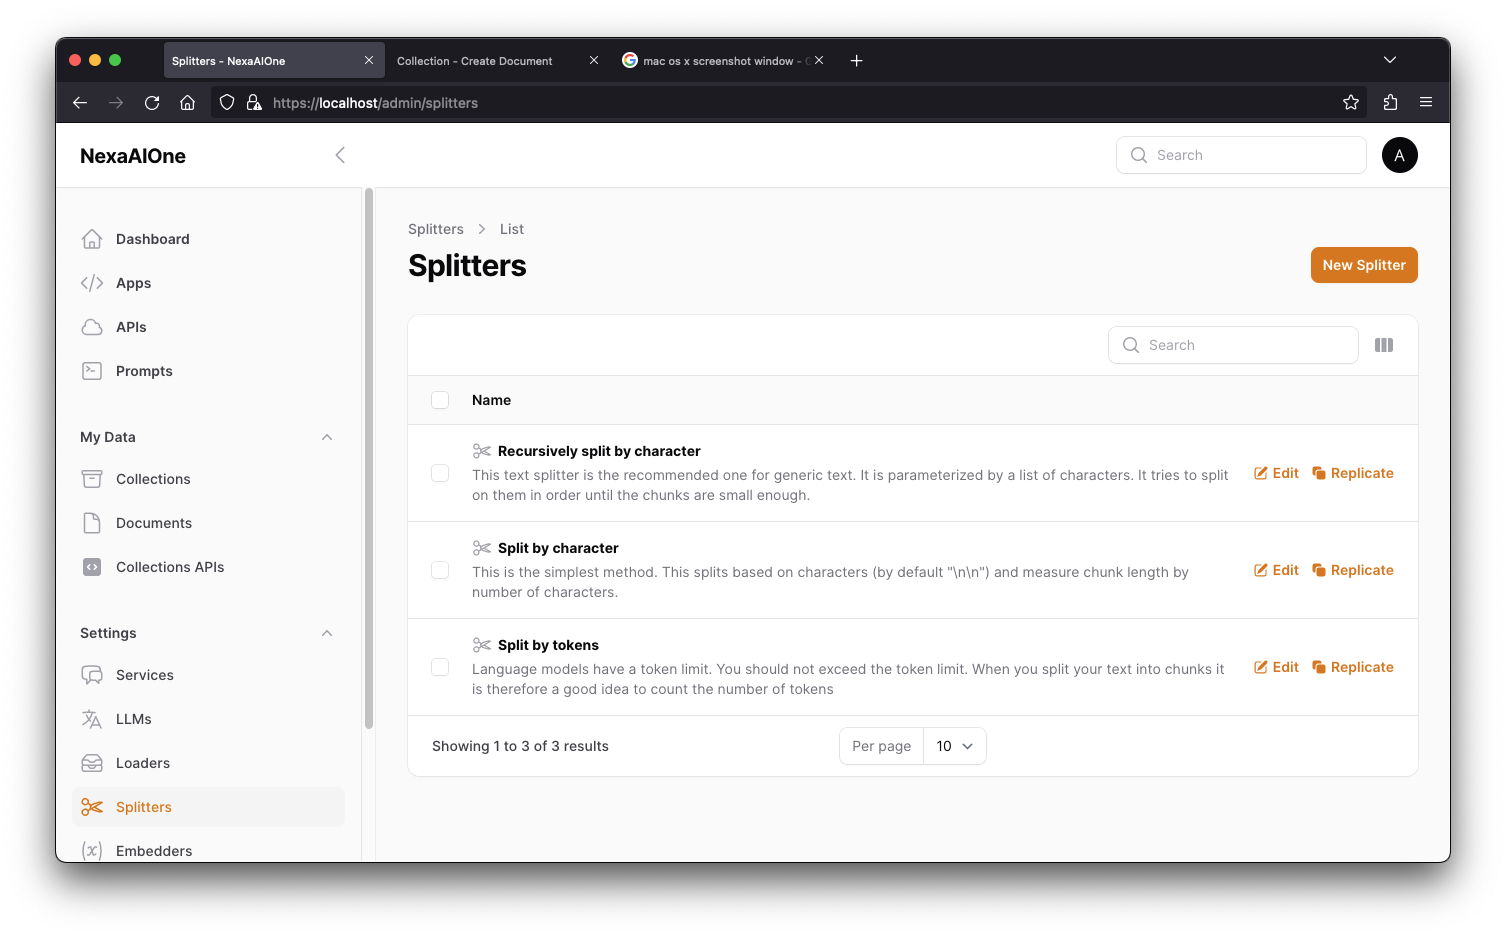 Splitters - NexaAIOne
Collection - Create Document
mac os x screenshot window -
https://localhost/admin/splitters
NexaAIOne
Search
A
Dashboard
Apps
APIs
Prompts
My Data
Collections
Documents
Collections APIs
Settings
Services
LLMs
Loaders
Splitters
Embedders
Splitters
List
Splitters
New Splitter
Search
Name
Recursively split by character
This text splitter is the recommended one for generic text. It is parameterized by a list of characters. It tries to split
on them in order until the chunks are small enough.
Edit Replicate
Split by character
This is the simplest method. This splits based on characters (by default "\n\n") and measure chunk length by
number of characters.
Edit Replicate
Split by tokens
Language models have a token limit. You should not exceed the token limit. When you split your text into chunks it
is therefore a good idea to count the number of tokens
Edit Replicate
Showing 1 to 3 of 3 results
Per page 10